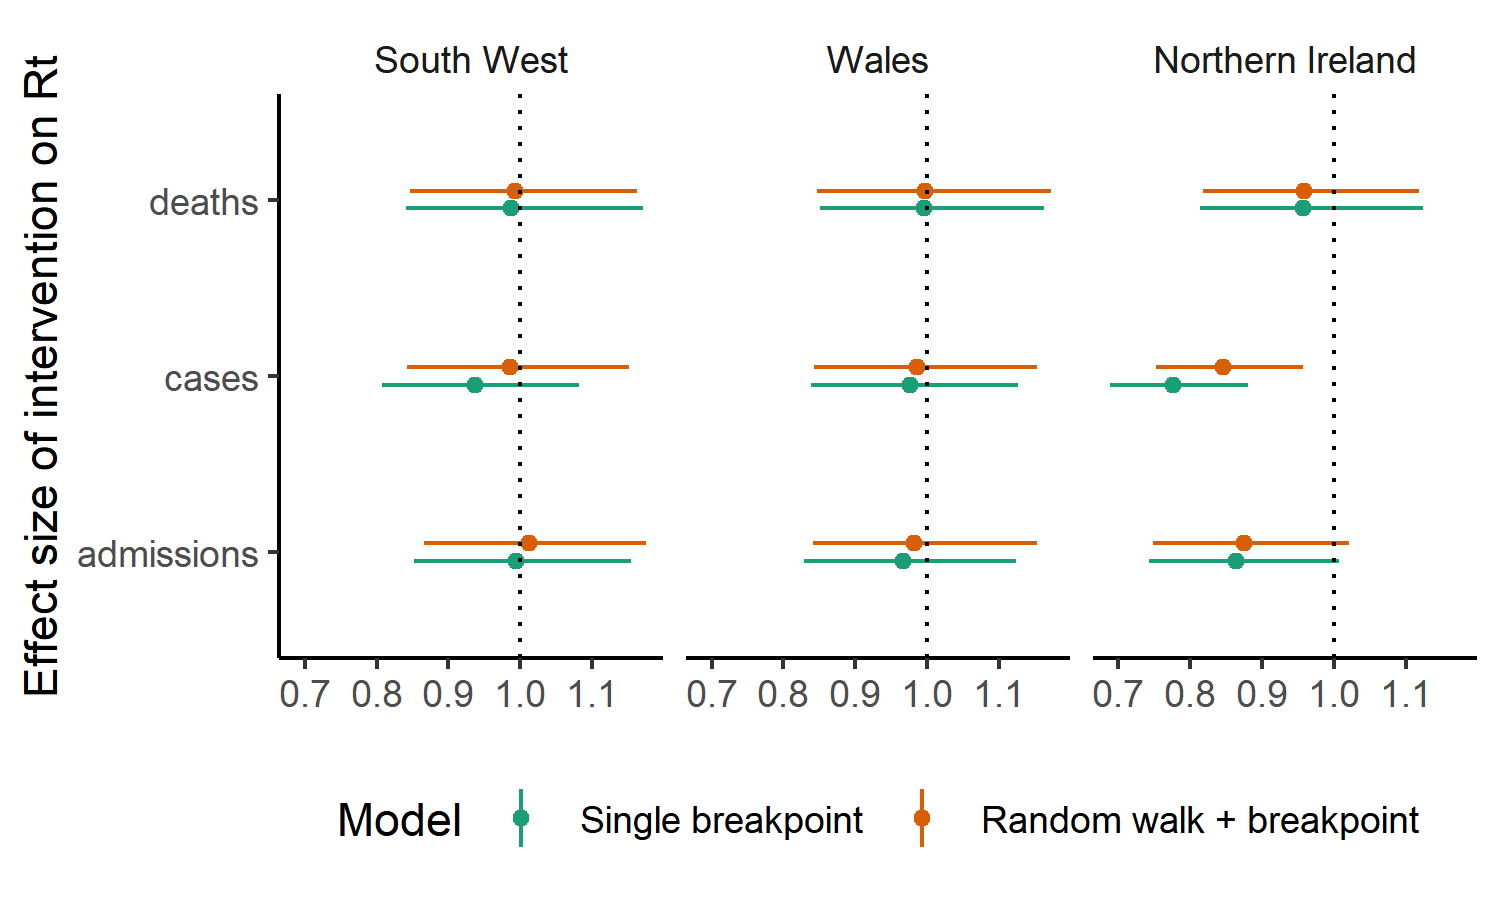 Effect size of intervention on Rt
South West
Wales
Northern Ireland
deaths
cases
admissions
0.7 0.8 0.9 1.0 1.1
0.7 0.8 0.9 1.0 1.1
0.7 0.8 0.9 1.0 1.1
Model
Single breakpoint
Random walk + breakpoint